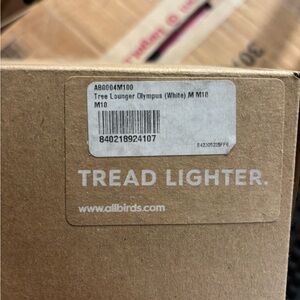 AB0004M100
Tree Lounger Olympus (White) M M10
M10
840218924107
TREAD LIGHTER.
www.allbirds.com